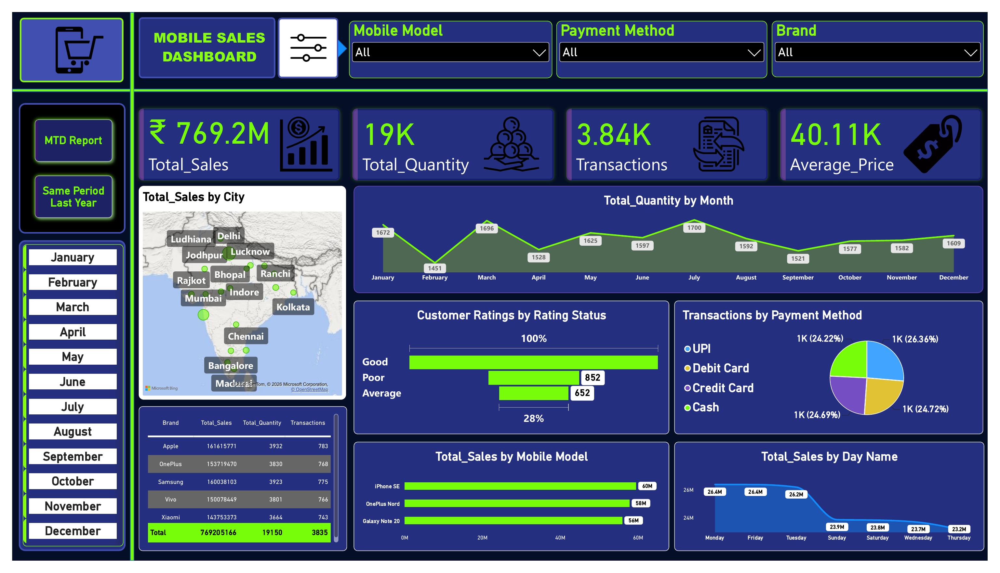 MOBILE SALES
DASHBOARD
Mobile Model
All
Payment Method
All
Brand
All
MTD Report
Same Period
Last Year
January
February
March
April
May
June
July
August
September
October
November
December
₹ 769.2M
Total_Sales
19K
Total_Quantity
3.84K
Transactions
40.11K
Average_Price
Total_Sales by City
Ludhiana
Delhi
Jodhpur
Lucknow
Rajkot
Bhopal
Ranchi
Mumbai
Indore
Kolkata
Chennai
Bangalore
Microsoft Bing
© 2026 TomTom, © 2026 Microsoft Corporation,
© OpenStreetMap
Total_Quantity by Month
1672
1451
1696
1528
1625
1597
1700
1592
1521
1577
1582
1609
January February March April May June July August September October November December
Customer Ratings by Rating Status
100%
Good
Poor 852
Average 652
28%
Transactions by Payment Method
UPI
Debit Card
Credit Card
Cash
1K (24.22%)
1K (26.36%)
1K (24.69%)
1K (24.72%)
Brand Total_Sales Total_Quantity Transactions
Apple 161615771 3932 783
OnePlus 153719470 3830 768
Samsung 160038103 3923 775
Vivo 150078449 3801 766
Xiaomi 143753373 3664 743
Total 769205166 19150 3835
Total_Sales by Mobile Model
iPhone SE 60M
OnePlus Nord 58M
Galaxy Note 20 56M
0M 20M 40M 60M
Total_Sales by Day Name
26M
24M
26.4M
26.4M
26.2M
23.9M
23.8M
23.7M
23.2M
Monday Friday Tuesday Sunday Saturday Wednesday Thursday